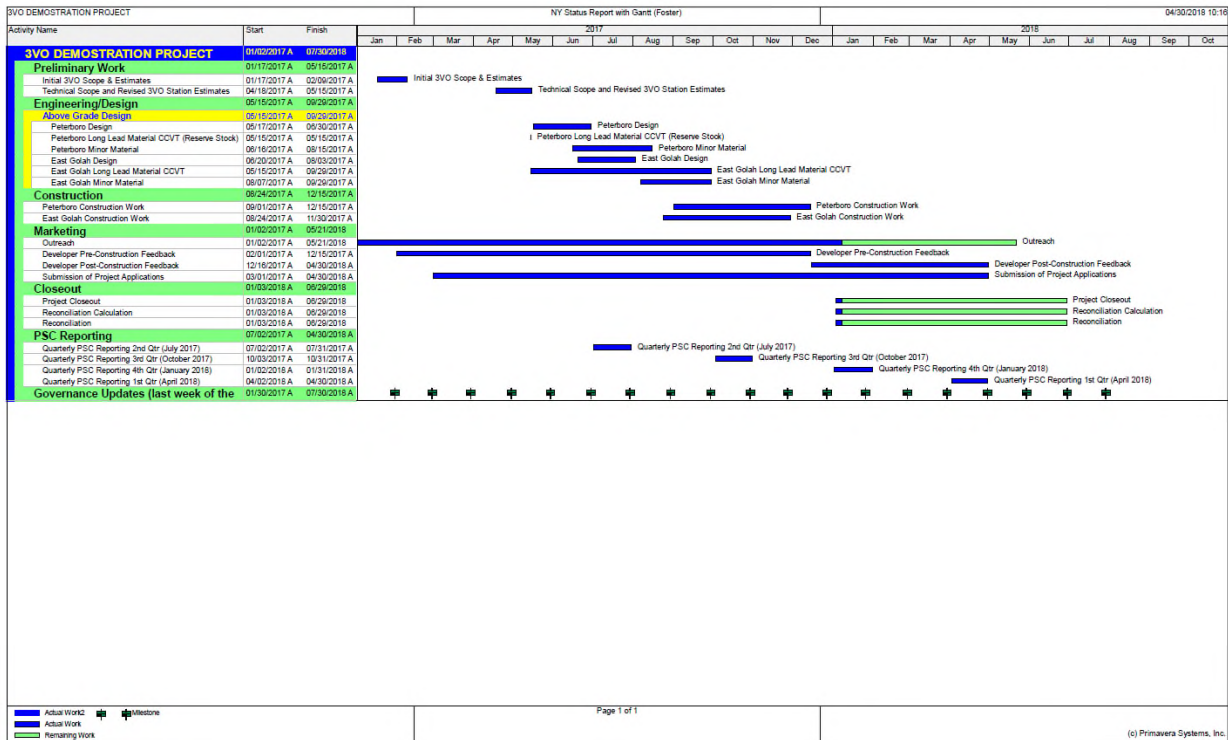 3VO DEMOSTRATION PROJECT
NY Status Report with Gantt (Foster)
04/30/2018 10:16
Activity Name Start Finish 2017 2018
Jan Feb Mar Apr May Jun Jul Aug Sep Oct Nov Dec Jan Feb Mar Apr May Jun Jul Aug Sep Oct
3VO DEMOSTRATION PROJECT 01/02/2017 A 07/30/2018
Preliminary Work 01/17/2017 A 05/15/2017 A
Initial 3VO Scope & Estimates 01/17/2017 A 02/09/2017 A Initial 3VO Scope & Estimates
Technical Scope and Revised 3VO Station Estimates 04/18/2017 A 05/15/2017 A Technical Scope and Revised 3VO Station Estimates
Engineering/Design 05/15/2017 A 09/29/2017 A
Above Grade Design 05/15/2017 A 09/29/2017 A
Peterboro Design 05/17/2017 A 06/30/2017 A Peterboro Design
Peterboro Long Lead Material CCVT (Reserve Stock) 05/15/2017 A 05/15/2017 A Peterboro Long Lead Material CCVT (Reserve Stock)
Peterboro Minor Material 06/16/2017 A 08/15/2017 A Peterboro Minor Material
East Golah Design 06/20/2017 A 08/03/2017 A East Golah Design
East Golah Long Lead Material CCVT 05/15/2017 A 09/29/2017 A East Golah Long Lead Material CCVT
East Golah Minor Material 08/07/2017 A 09/29/2017 A East Golah Minor Material
Construction 08/24/2017 A 12/15/2017 A
Peterboro Construction Work 09/01/2017 A 12/15/2017 A Peterboro Construction Work
East Golah Construction Work 08/24/2017 A 11/30/2017 A East Golah Construction Work
Marketing 01/02/2017 A 05/21/2018
Outreach 01/02/2017 A 05/21/2018 Outreach
Developer Pre-Construction Feedback 02/01/2017 A 12/15/2017 A Developer Pre-Construction Feedback
Developer Post-Construction Feedback 12/16/2017 A 04/30/2018 A Developer Post-Construction Feedback
Submission of Project Applications 03/01/2017 A 04/30/2018 A Submission of Project Applications
Closeout 01/03/2018 A 06/29/2018
Project Closeout 01/03/2018 A 06/29/2018 Project Closeout
Reconciliation Calculation 01/03/2018 A 06/29/2018 Reconciliation Calculation
Reconciliation 01/03/2018 A 06/29/2018 Reconciliation
PSC Reporting 07/02/2017 A 04/30/2018 A
Quarterly PSC Reporting 2nd Qtr (July 2017) 07/02/2017 A 07/31/2017 A Quarterly PSC Reporting 2nd Qtr (July 2017)
Quarterly PSC Reporting 3rd Qtr (October 2017) 10/03/2017 A 10/31/2017 A Quarterly PSC Reporting 3rd Qtr (October 2017)
Quarterly PSC Reporting 4th Qtr (January 2018) 01/02/2018 A 01/31/2018 A Quarterly PSC Reporting 4th Qtr (January 2018)
Quarterly PSC Reporting 1st Qtr (April 2018) 04/02/2018 A 04/30/2018 A Quarterly PSC Reporting 1st Qtr (April 2018)
Governance Updates (last week of the 01/30/2017 A 07/30/2018 A
Actual Work2 Milestone
Actual Work
Remaining Work
Page 1 of 1
(c) Primavera Systems, Inc.